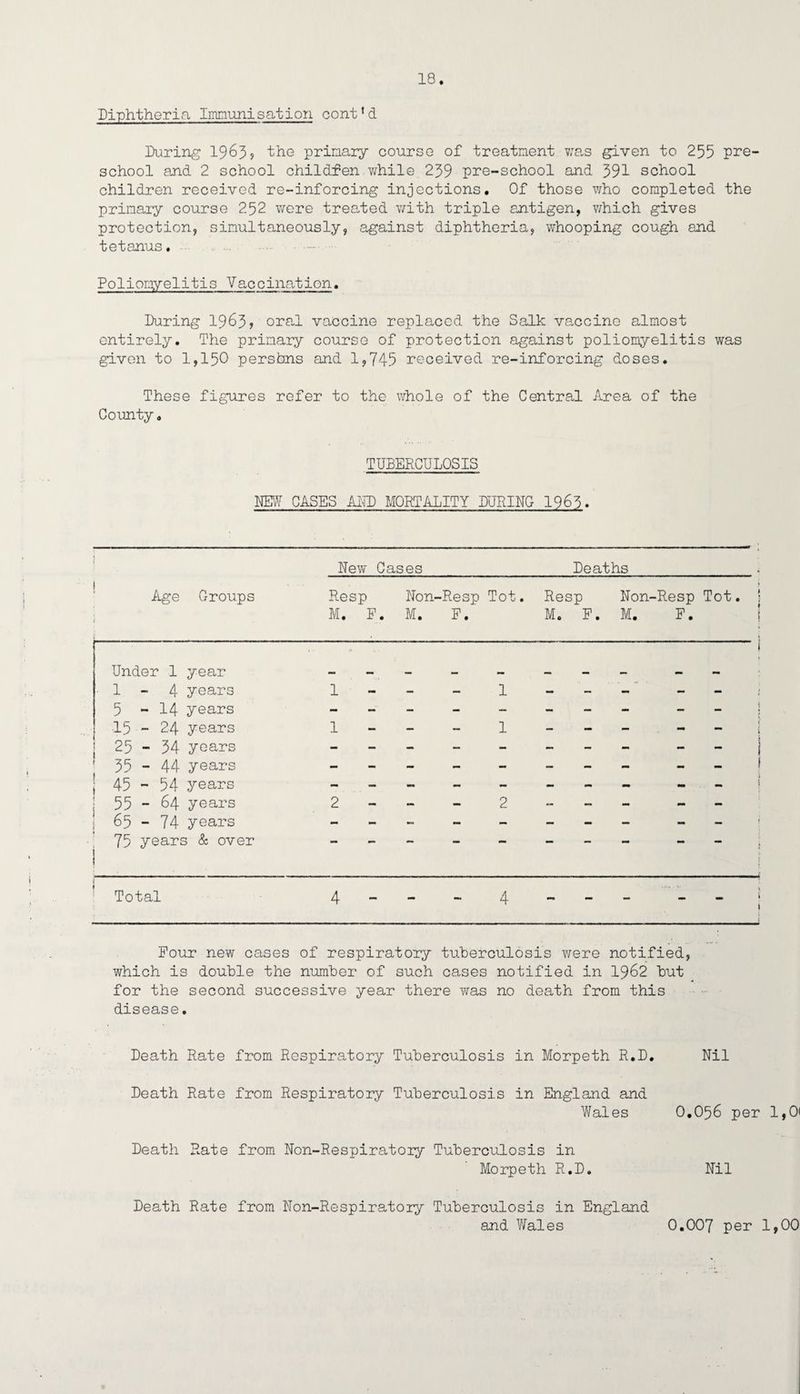 18.
Diphtheria Immunisation cont'd
During 1963, the primary course of treatment was given to 255 pre-
school and 2 school children while 239 pre-school and 391 school
children received re-inforcing injections. Of those who completed the
primary course 252 were treated with triple antigen, which gives
protection, simultaneously, against diphtheria, whooping cough and
tetanus.
Poliomyelitis Vaccination.
During 1963, oral vaccine replaced the Salk vaccine almost
entirely. The primary course of protection against poliomyelitis was
given to 1,150 persons and 1,745 received re-inforcing doses.
These figures refer to the whole of the Central Area of the
County.
TUBERCULOSIS
NEW CASES AND MORTALITY DURING 1963.
New Cases Deaths
Age Groups Resp Non-Resp Tot. Resp Non-Resp Tot.
M. F. M. F. M. F. M. F.
Under 1 year - - - - - - - - - -
1 - 4 years 1 - - - 1 - - - - -
5 - 14 years - - - - - - - - - -
15 - 24 years 1 - - - 1 - - - - -
25 - 34 years - - - - - - - - - -
35 - 44 years - - - - - - - - - -
45 - 54 years - - - - - - - - - -
55 - 64 years 2 - - - 2 - - - - -
65 - 74 years - - - - - - - - - -
75 years & over - - - - - - - - - -
Total 4 - - - 4 - - - - -
Four new cases of respiratory tuberculosis were notified,
which is double the number of such cases notified in 1962 but
for the second successive year there was no death from this
disease.
Death Rate from Respiratory Tuberculosis in Morpeth R.D. Nil
Death Rate from Respiratory Tuberculosis in England and
Wales 0.056 per 1,0
Death Rate from Non-Respiratory Tuberculosis in
Morpeth R.D. Nil
Death Rate from Non-Respiratory Tuberculosis in England
and Wales 0.007 per 1,00